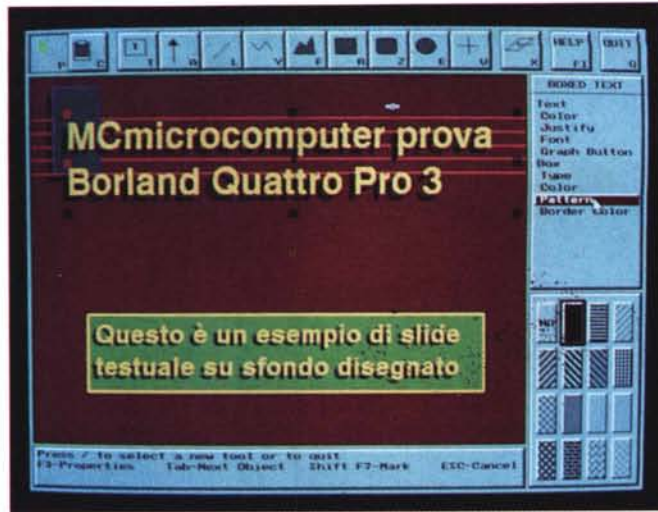 P C T A L V F R Z E U X HELP F1 QUIT Q
MCmicrocomputer prova
Borland Quattro Pro 3
Questo è un esempio di slide
testuale su sfondo disegnato
BOXED TEXT
Text
Color
Justify
Font
Graph Button
Box
Type
Color
Pattern
Border Color
NO
Press / to select a new tool or to quit
F3-Properties Tab-Next Object Shift F7-Mark ESC-Cancel